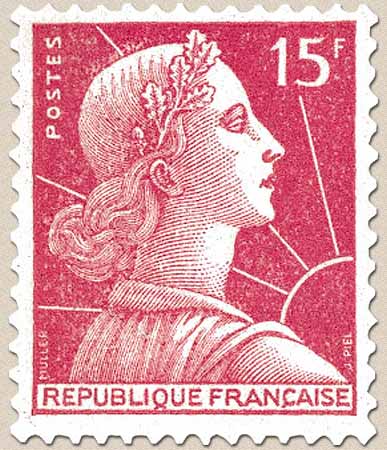 POSTES
15F
MULLER
J. PIEL
REPUBLIQUE FRANÇAISE